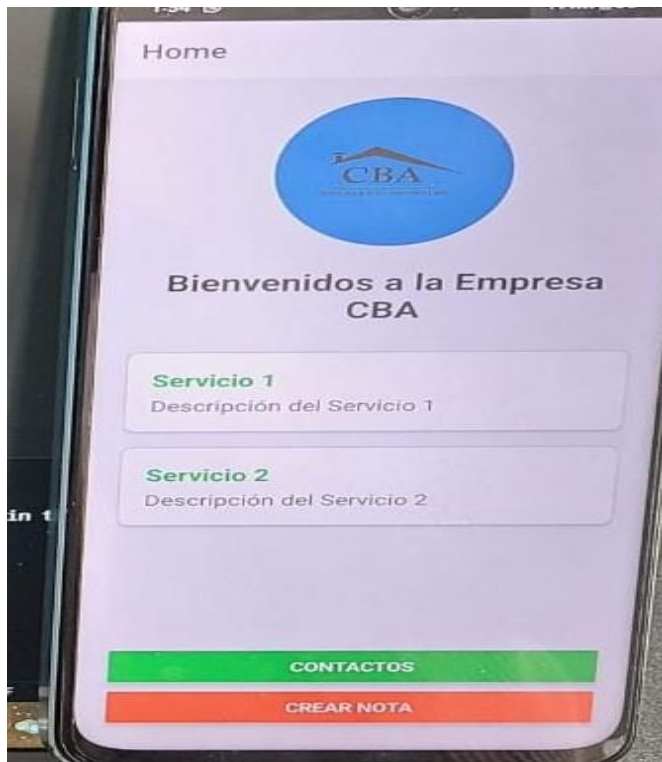 Home
CBA
Bienvenidos a la Empresa
CBA
Servicio 1
Descripción del Servicio 1
Servicio 2
Descripción del Servicio 2
CONTACTOS
CREAR NOTA
in t